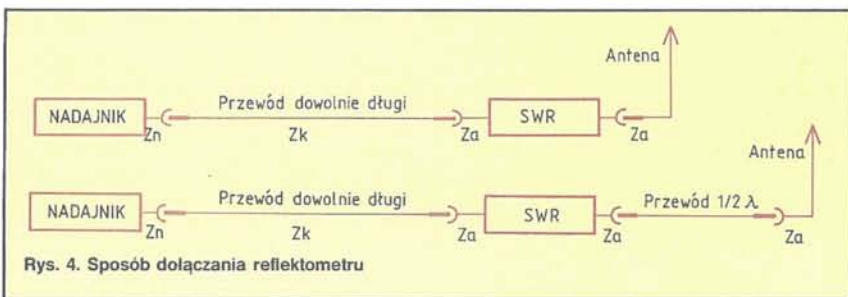 Antena
Przewód dowolnie długi
NADAJNIK
SWR
Zn
Zk
Za
Za
Antena
Przewód dowolnie długi
Przewód 1/2 λ
NADAJNIK
SWR
Zn
Zk
Za
Za
Za
Rys. 4. Sposób dołączania reflektometru